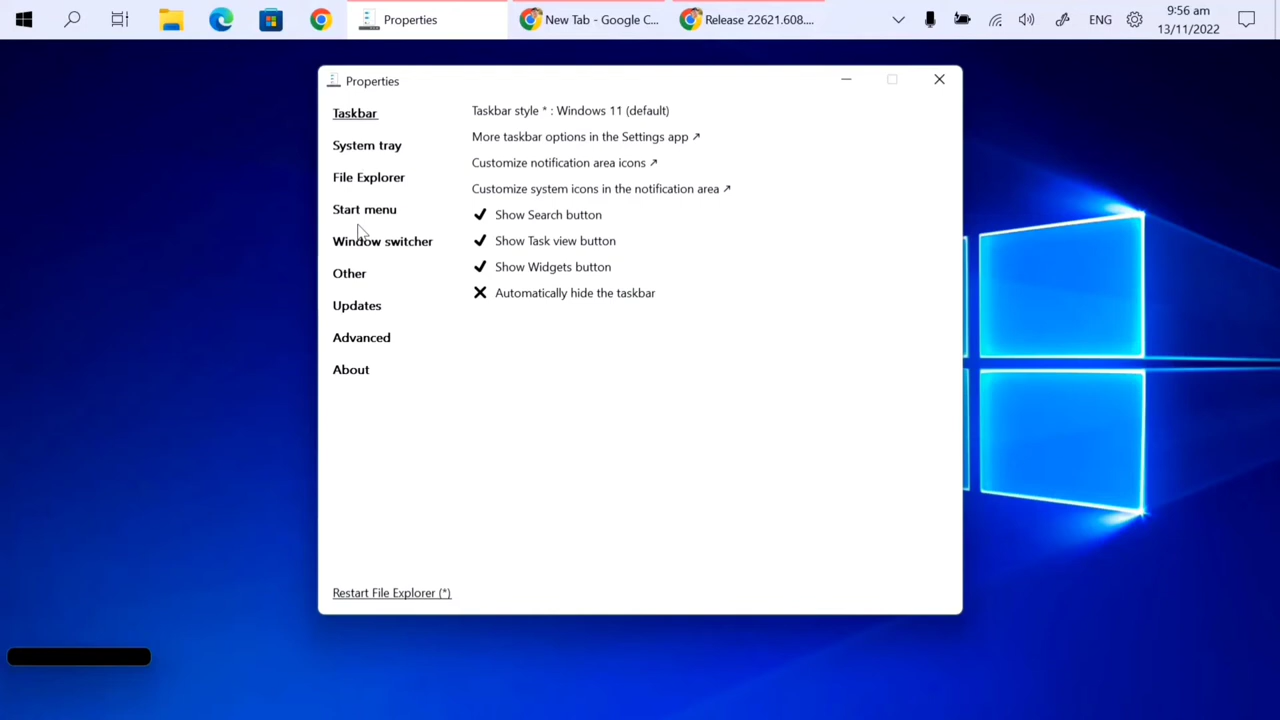 Properties
New Tab - Google C...
Release 22621.608....
ENG
9:56 am
13/11/2022
Properties
Taskbar
System tray
File Explorer
Start menu
Window switcher
Other
Updates
Advanced
About
Taskbar style * : Windows 11 (default)
More taskbar options in the Settings app ↗
Customize notification area icons ↗
Customize system icons in the notification area ↗
Show Search button
Show Task view button
Show Widgets button
Automatically hide the taskbar
Restart File Explorer (*)